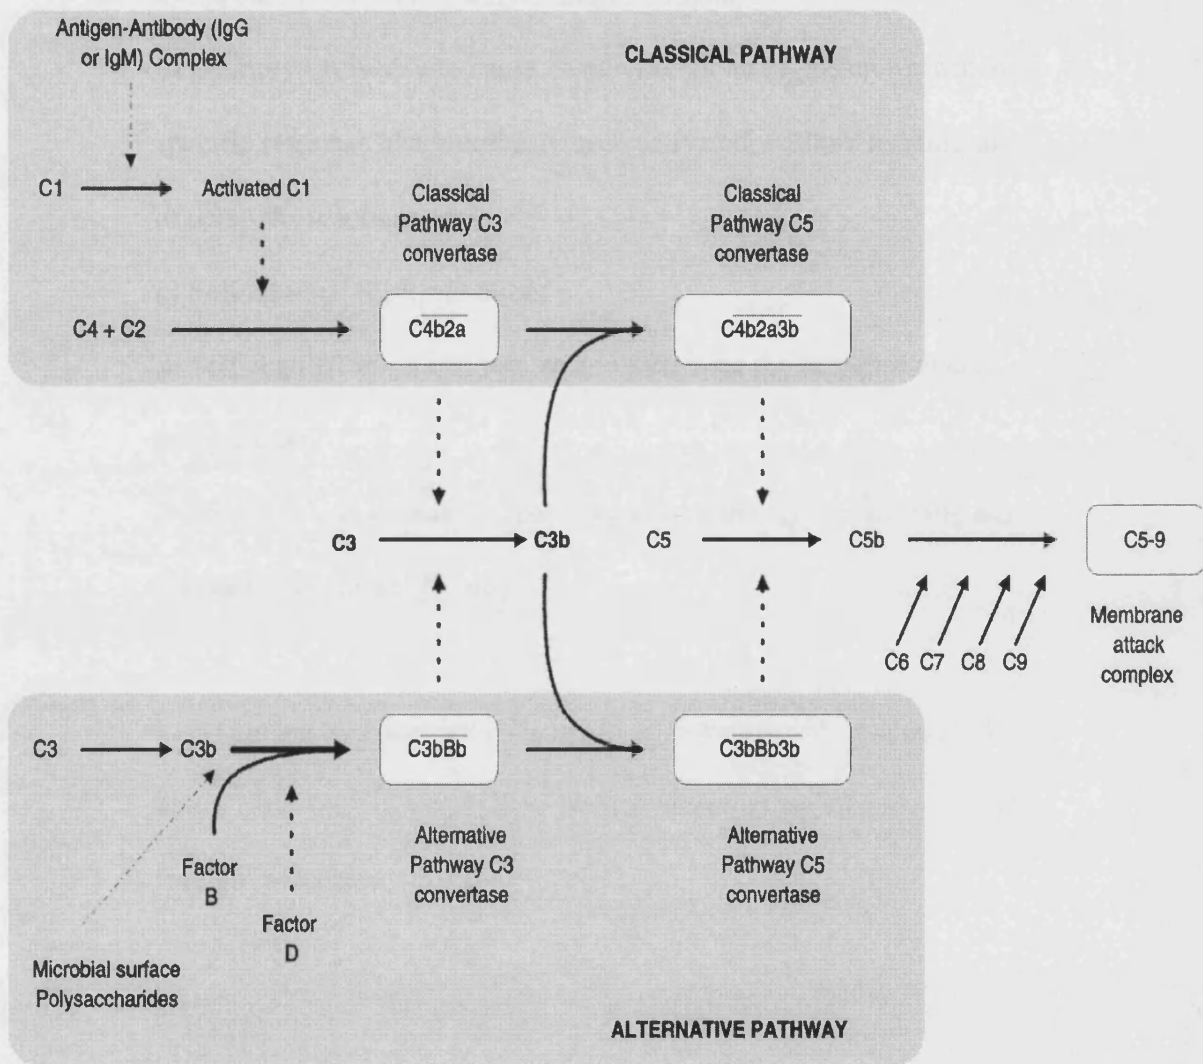 Antigen-Antibody (IgG
or IgM) Complex
CLASSICAL PATHWAY
C1
Activated C1
Classical
Pathway C3
convertase
Classical
Pathway C5
convertase
C4 + C2
C4b2a
C4b2a3b
C3
C3b
C5
C5b
C5-9
C6
C7
C8
C9
Membrane
attack
complex
C3
C3b
C3bBb
C3bBb3b
Factor
B
Factor
D
Alternative
Pathway C3
convertase
Alternative
Pathway C5
convertase
Microbial surface
Polysaccharides
ALTERNATIVE PATHWAY